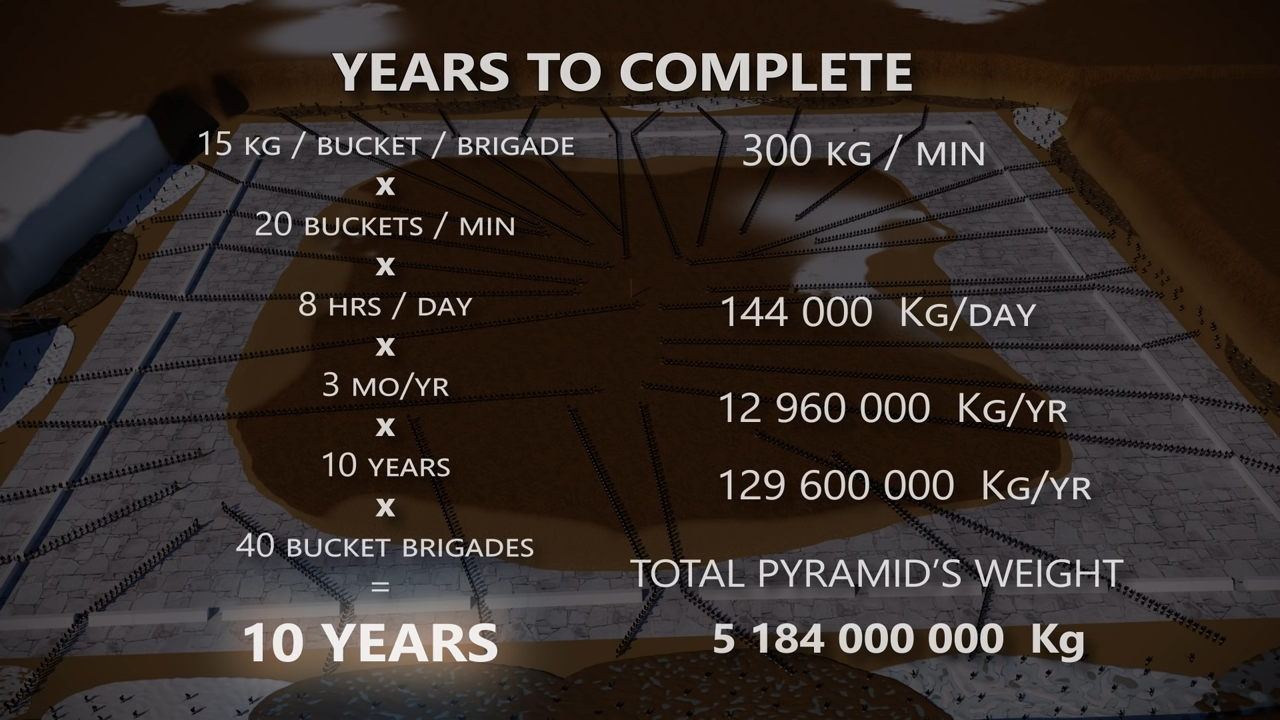 YEARS TO COMPLETE
15 KG / BUCKET / BRIGADE
x
20 BUCKETS / MIN
x
8 HRS / DAY
x
3 MO/YR
x
10 YEARS
x
40 BUCKET BRIGADES
=
10 YEARS
300 KG / MIN
144 000 KG/DAY
12 960 000 KG/YR
129 600 000 KG/YR
TOTAL PYRAMID’S WEIGHT
5 184 000 000 Kg